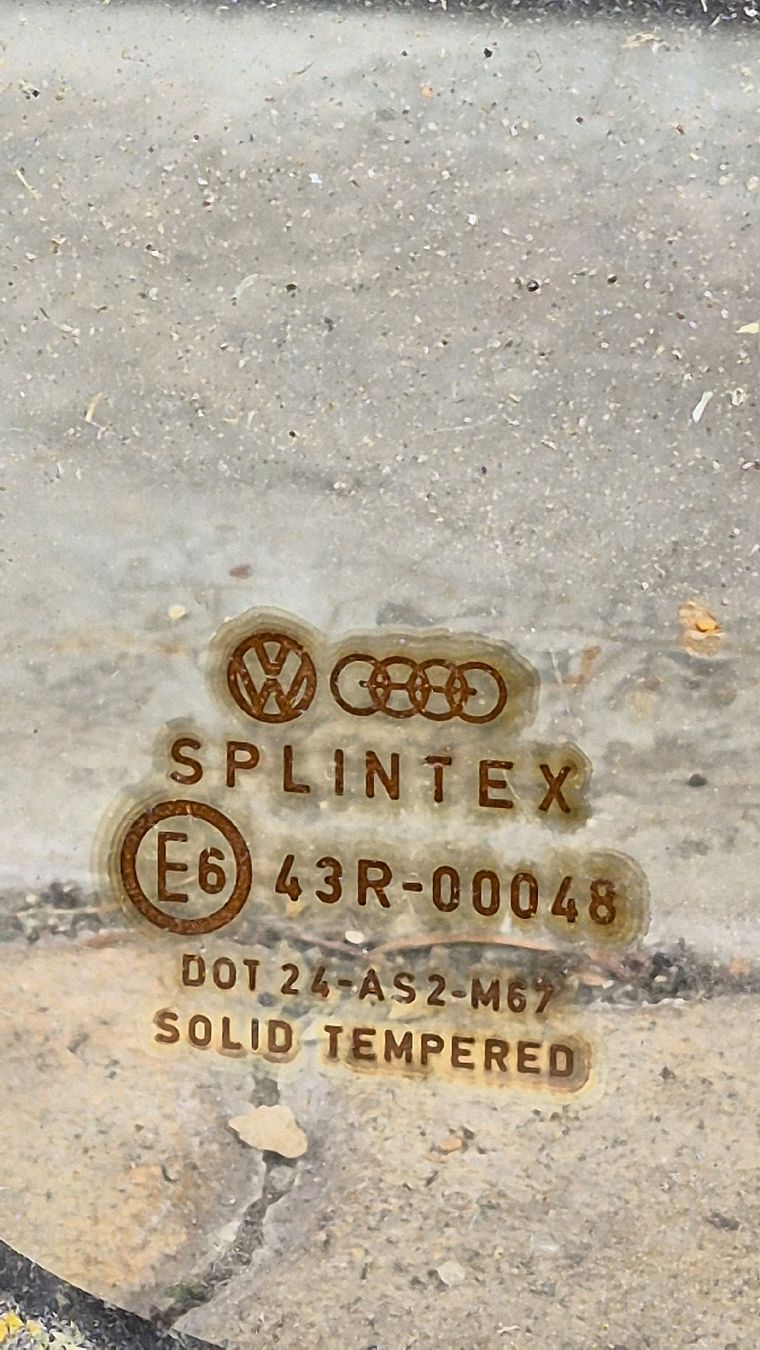 SPLINTEX
E6 43R-00048
DOT 24-AS2-M67
SOLID TEMPERED